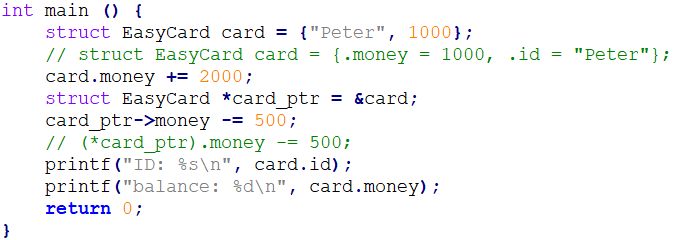 int main () {
    struct EasyCard card = {"Peter", 1000};
    // struct EasyCard card = {.money = 1000, .id = "Peter"};
    card.money += 2000;
    struct EasyCard *card_ptr = &card;
    card_ptr->money -= 500;
    // (*card_ptr).money -= 500;
    printf("ID: %s\n", card.id);
    printf("balance: %d\n", card.money);
    return 0;
}